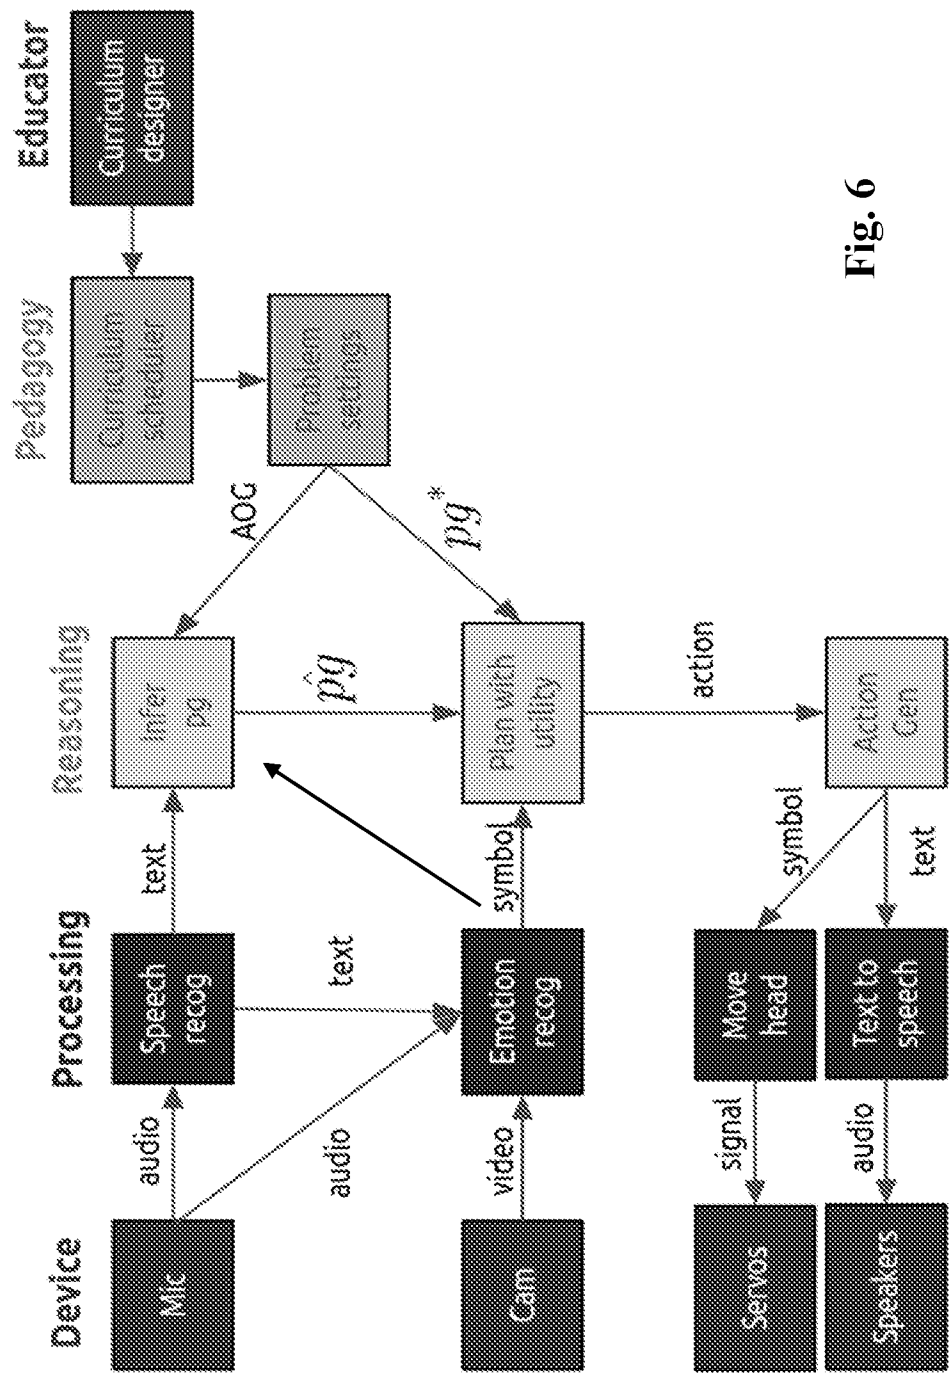 Device
Processing
Reasoning
Pedagogy
Educator
Mic
audio
Speech
recog
text
Infer
pg
AOG
Curriculum
scheduler
Curriculum
designer
audio
text
p̂g
pg*
Problem
settings
Cam
video
Emotion
recog
symbol
Plan with
utility
action
Servos
signal
Move
head
symbol
Speakers
audio
Text to
speech
text
Action
Gen
Fig. 6